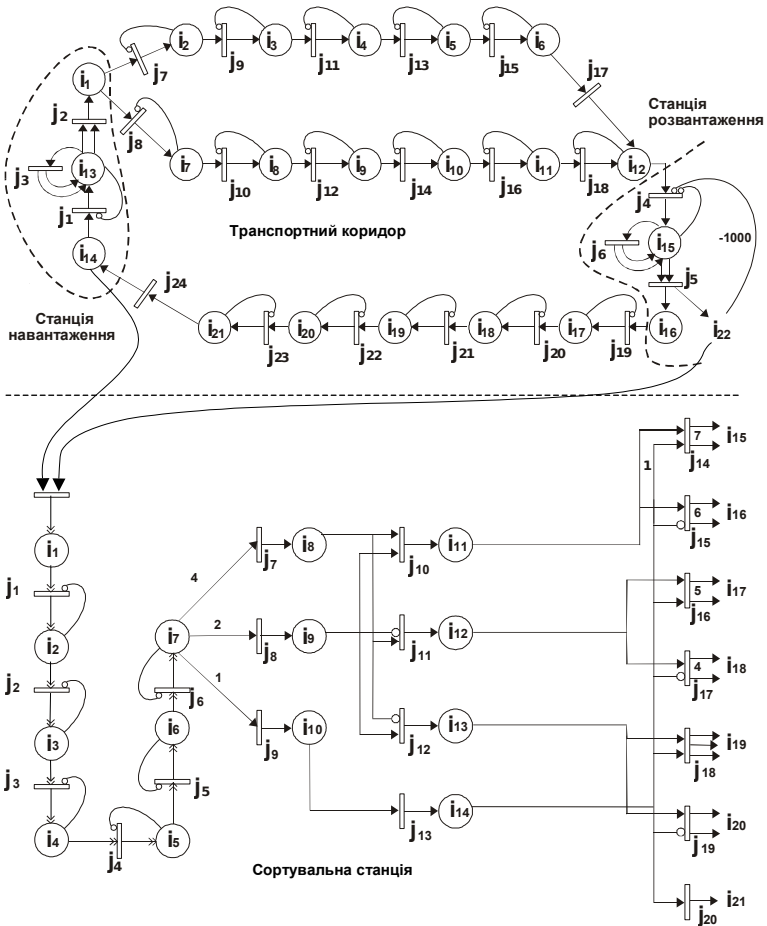 i2 i3 i4 i5 i6
j7 j9 j11 j13 j15 j17
i1
j2 j8
Станція
розвантаження
j3 i13
i7 i8 i9 i10 i11 i12
j10 j12 j14 j16 j18
j4
j1
Транспортний коридор
j6 i15 -1000
i14
j24
j5
Станція
навантаження
i21 i20 i19 i18 i17 i16 i22
j23 j22 j21 j20 j19
7 i15
1 j14
i1
i8 i11
6 i16
j7 j10 j15
j1
4
5 i17
i2 i7 2 i9 i12 j16
j8 j11
4 i18
1
j17
j2 j6
i10 i13
i3 i6
j9 j12
i19
j18
j3 j5
i14 i20
i4 i5 j13 j19
j4
Сортувальна станція
i21
j20